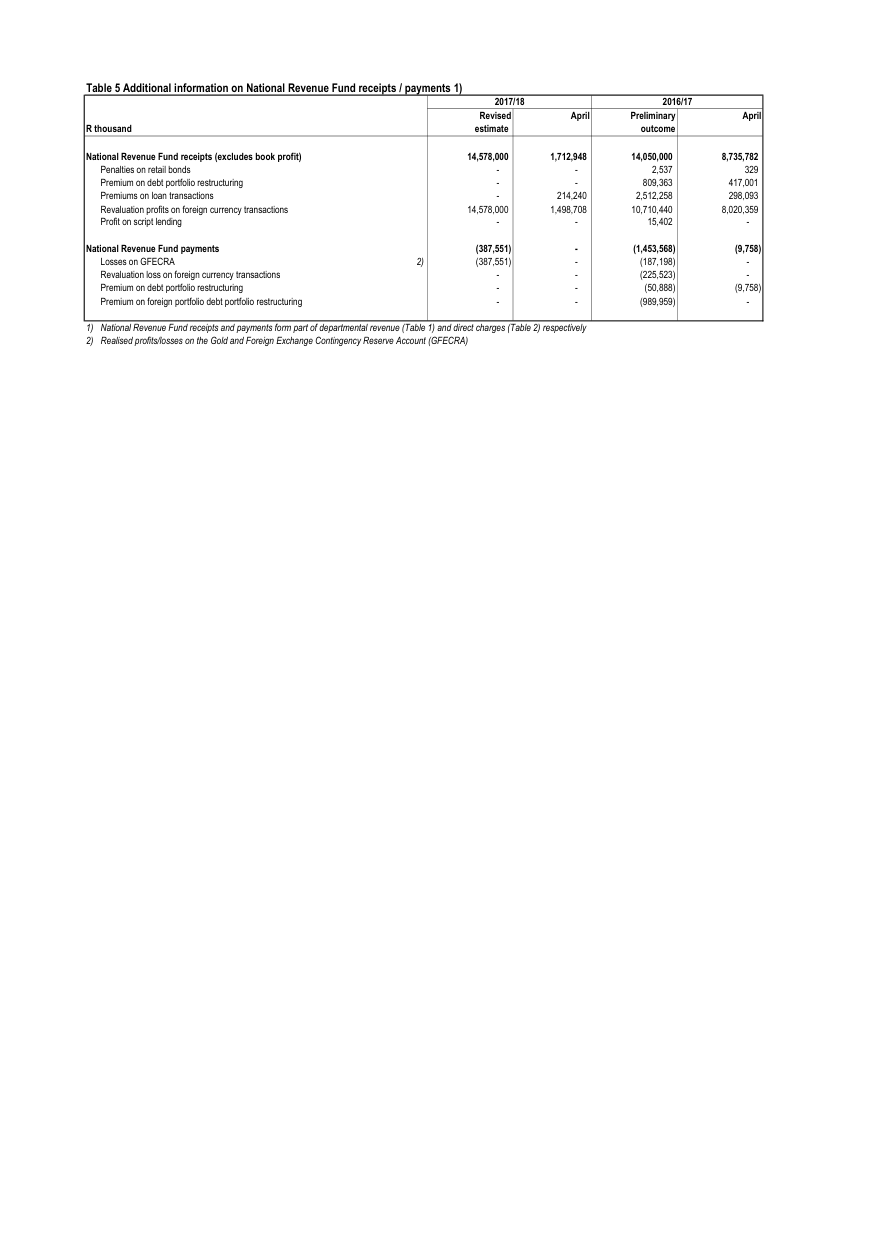 Table 5 Additional information on National Revenue Fund receipts / payments 1)
2017/18 2016/17
Revised April Preliminary April
R thousand estimate outcome
National Revenue Fund receipts (excludes book profit) 14,578,000 1,712,948 14,050,000 8,735,782
Penalties on retail bonds - - 2,537 329
Premium on debt portfolio restructuring - - 809,363 417,001
Premiums on loan transactions - 214,240 2,512,258 298,093
Revaluation profits on foreign currency transactions 14,578,000 1,498,708 10,710,440 8,020,359
Profit on script lending - - 15,402 -
National Revenue Fund payments (387,551) - (1,453,568) (9,758)
Losses on GFECRA 2) (387,551) - (187,198) -
Revaluation loss on foreign currency transactions - - (225,523) -
Premium on debt portfolio restructuring - - (50,888) (9,758)
Premium on foreign portfolio debt portfolio restructuring - - (989,959) -
1) National Revenue Fund receipts and payments form part of departmental revenue (Table 1) and direct charges (Table 2) respectively
2) Realised profits/losses on the Gold and Foreign Exchange Contingency Reserve Account (GFECRA)